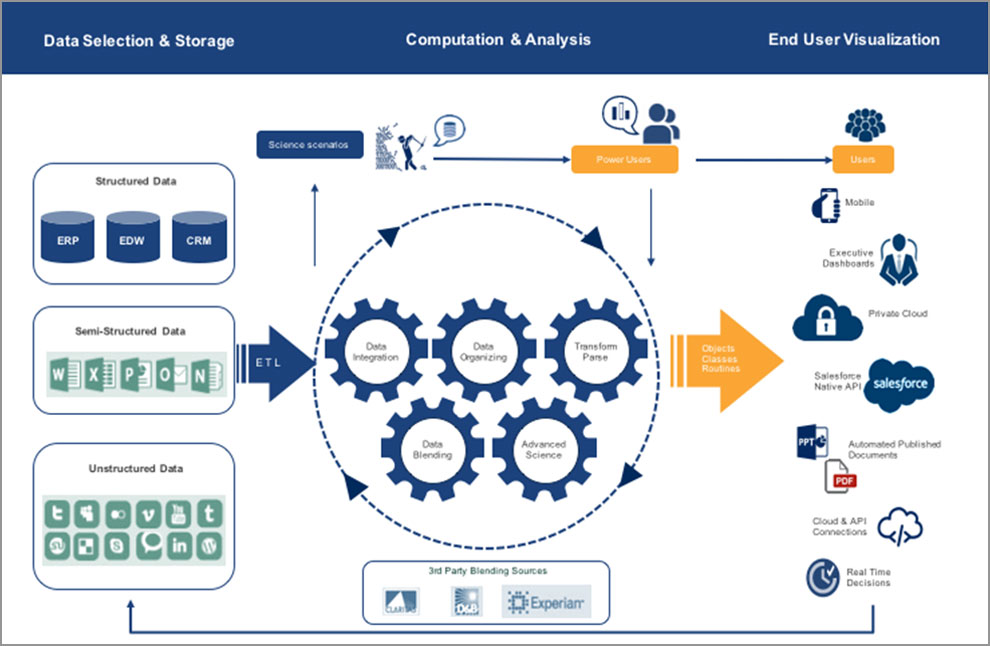 Data Selection & Storage
Computation & Analysis
End User Visualization
Science scenarios
Power Users
Users
Structured Data
ERP
EDW
CRM
Semi-Structured Data
W
X
P
O
N
Unstructured Data
You
Tube
in
ETL
Data
Integration
Data
Organizing
Transform
Parse
Data
Blending
Advanced
Science
Objects
Classes
Routines
Mobile
Executive
Dashboards
Private Cloud
Salesforce
Native API
salesforce
PPT
PDF
Automated Published
Documents
Cloud & API
Connections
Real Time
Decisions
3rd Party Blending Sources
CLARITAS
D&B
Experian